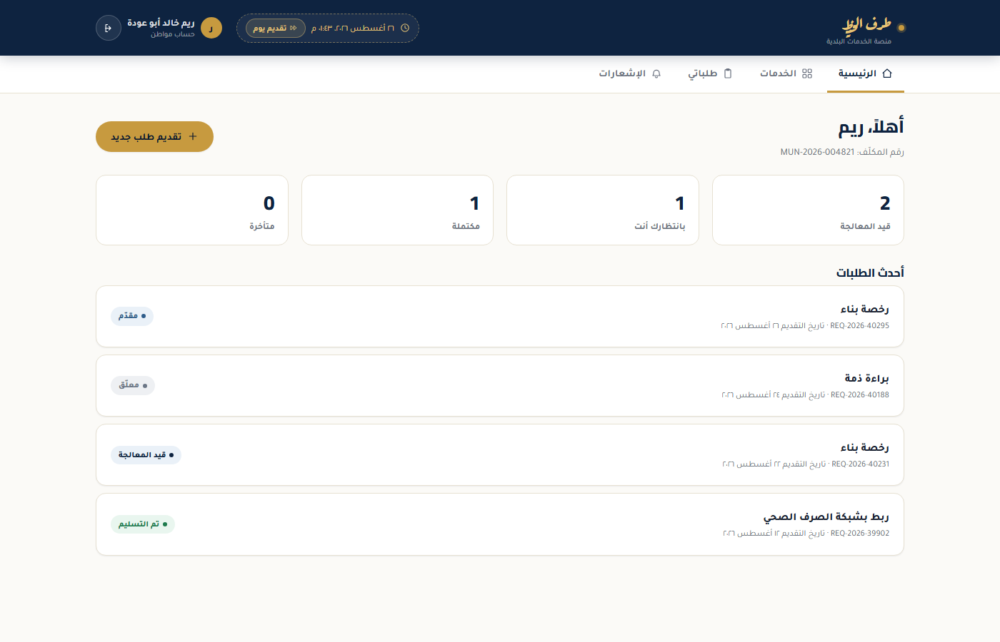 طرف الخيط
منصة الخدمات البلدية
٢٦ أغسطس ٢٠٢٦، ٠١:٤٣ م
تقديم يوم
ر
ريم خالد أبو عودة
حساب مواطن
الرئيسية
الخدمات
طلباتي
الإشعارات
أهلاً، ريم
رقم المكلّف: MUN-2026-004821
تقديم طلب جديد
2
قيد المعالجة
1
بانتظارك أنت
1
مكتملة
0
متأخرة
أحدث الطلبات
رخصة بناء
REQ-2026-40295 · تاريخ التقديم ٢٦ أغسطس ٢٠٢٦
مقدّم
براءة ذمة
REQ-2026-40188 · تاريخ التقديم ٢٤ أغسطس ٢٠٢٦
معلّق
رخصة بناء
REQ-2026-40231 · تاريخ التقديم ٢٢ أغسطس ٢٠٢٦
قيد المعالجة
ربط بشبكة الصرف الصحي
REQ-2026-39902 · تاريخ التقديم ١٢ أغسطس ٢٠٢٦
تم التسليم